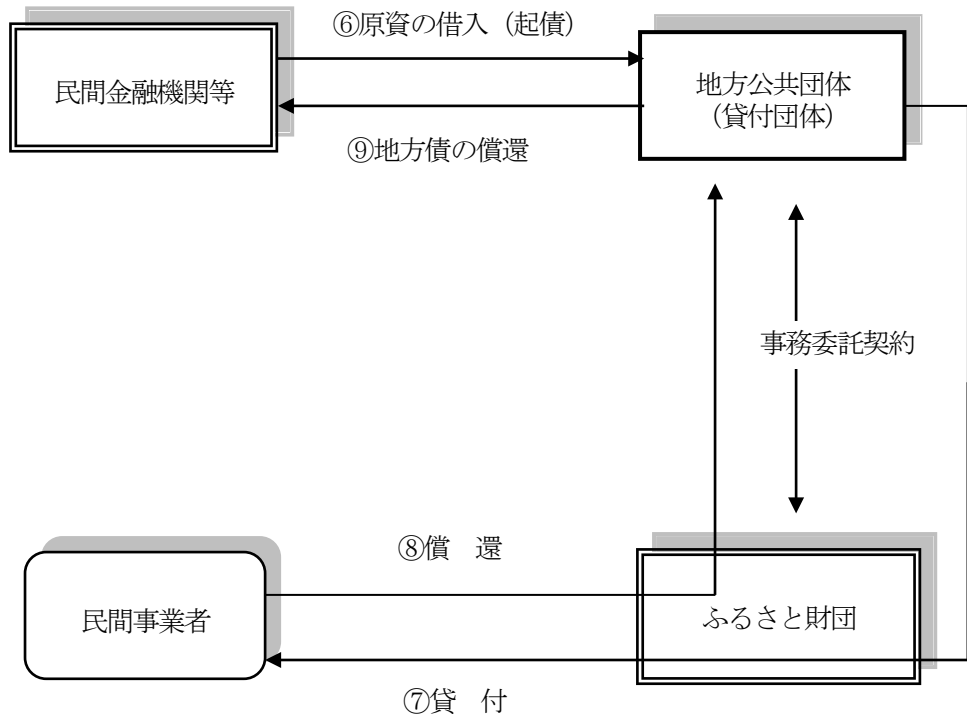 ⑥原資の借入（起債）
民間金融機関等
地方公共団体
（貸付団体）
⑨地方債の償還
事務委託契約
⑧償　還
民間事業者
ふるさと財団
⑦貸　付